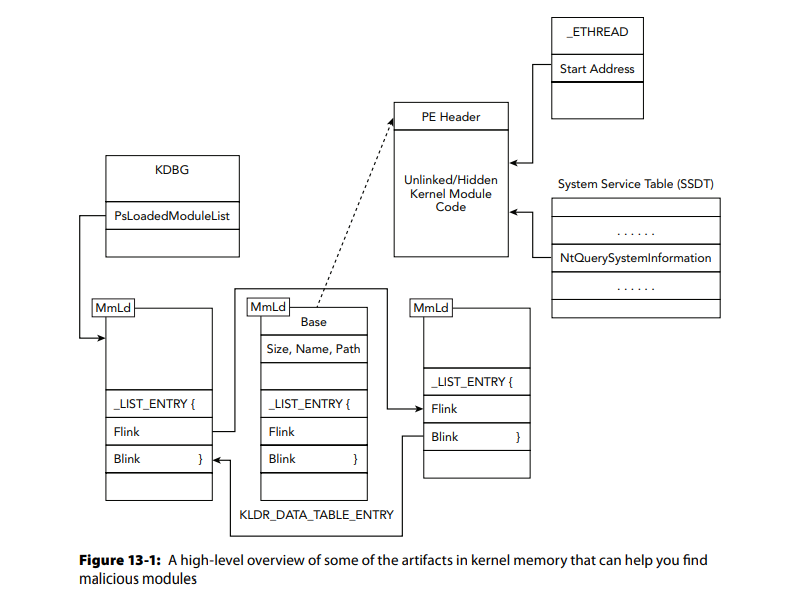 _ETHREAD
Start Address
PE Header
Unlinked/Hidden
Kernel Module
Code
KDBG
PsLoadedModuleList
System Service Table (SSDT)
. . . . . .
NtQuerySystemInformation
. . . . . .
MmLd
_LIST_ENTRY {
Flink
Blink }
MmLd
Base
Size, Name, Path
_LIST_ENTRY {
Flink
Blink }
MmLd
_LIST_ENTRY {
Flink
Blink }
KLDR_DATA_TABLE_ENTRY
Figure 13-1: A high-level overview of some of the artifacts in kernel memory that can help you find
malicious modules